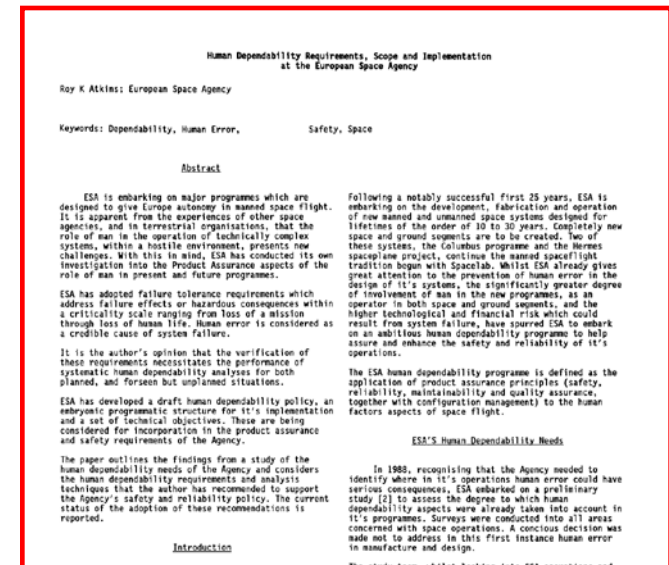 Human Dependability Requirements, Scope and Implementation
at the European Space Agency
Roy K Atkins: European Space Agency
Keywords: Dependability, Human Error, Safety, Space
Abstract
ESA is embarking on major programmes which are
designed to give Europe autonomy in manned space flight.
It is apparent from the experiences of other space
agencies, and in terrestrial organisations, that the
role of man in the operation of technically complex
systems, within a hostile environment, presents new
challenges. With this in mind, ESA has conducted its own
investigation into the Product Assurance aspects of the
role of man in present and future programmes.
ESA has adopted failure tolerance requirements which
address failure effects or hazardous consequences within
a criticality scale ranging from loss of a mission
through loss of human life. Human error is considered as
a credible cause of system failure.
It is the author's opinion that the verification of
these requirements necessitates the performance of
systematic human dependability analyses for both
planned, and forseen but unplanned situations.
ESA has developed a draft human dependability policy, an
embryonic programmatic structure for it's implementation
and a set of technical objectives. These are being
considered for incorporation in the product assurance
and safety requirements of the Agency.
The paper outlines the findings from a study of the
human dependability needs of the Agency and considers
the human dependability requirements and analysis
techniques that the author has recommended to support
the Agency's safety and reliability policy. The current
status of the adoption of these recommendations is
reported.
Introduction
Following a notably successful first 25 years, ESA is
embarking on the development, fabrication and operation
of new manned and unmanned space systems designed for
lifetimes of the order of 10 to 30 years. Completely new
space and ground segments are to be created. Two of
these systems, the Columbus programme and the Hermes
spaceplane project, continue the manned spaceflight
tradition begun with Spacelab. Whilst ESA already gives
great attention to the prevention of human error in the
design of it's systems, the significantly greater degree
of involvement of man in the new programmes, as an
operator in both space and ground segments, and the
higher technological and financial risk which could
result from system failure, have spurred ESA to embark
on an ambitious human dependability programme to help
assure and enhance the safety and reliability of it's
operations.
The ESA human dependability programme is defined as the
application of product assurance principles (safety,
reliability, maintainability and quality assurance,
together with configuration management) to the human
factors aspects of space flight.
ESA'S Human Dependability Needs
In 1988, recognising that the Agency needed to
identify where in it's operations human error could have
serious consequences, ESA embarked on a preliminary
study [2] to assess the degree to which human
dependability aspects were already taken into account in
it's programmes. Surveys were conducted into all areas
concerned with space operations. A concious decision was
made not to address in this first instance human error
in manufacture and design.